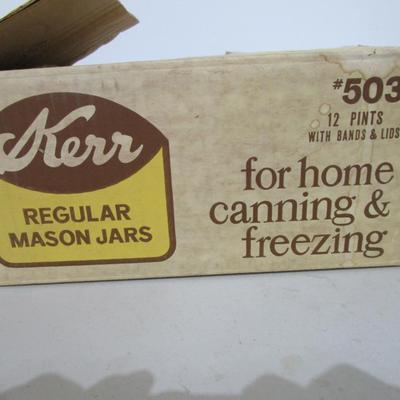 Kerr
REGULAR
MASON JARS
#503
12 PINTS
WITH BANDS & LIDS
for home
canning &
freezing